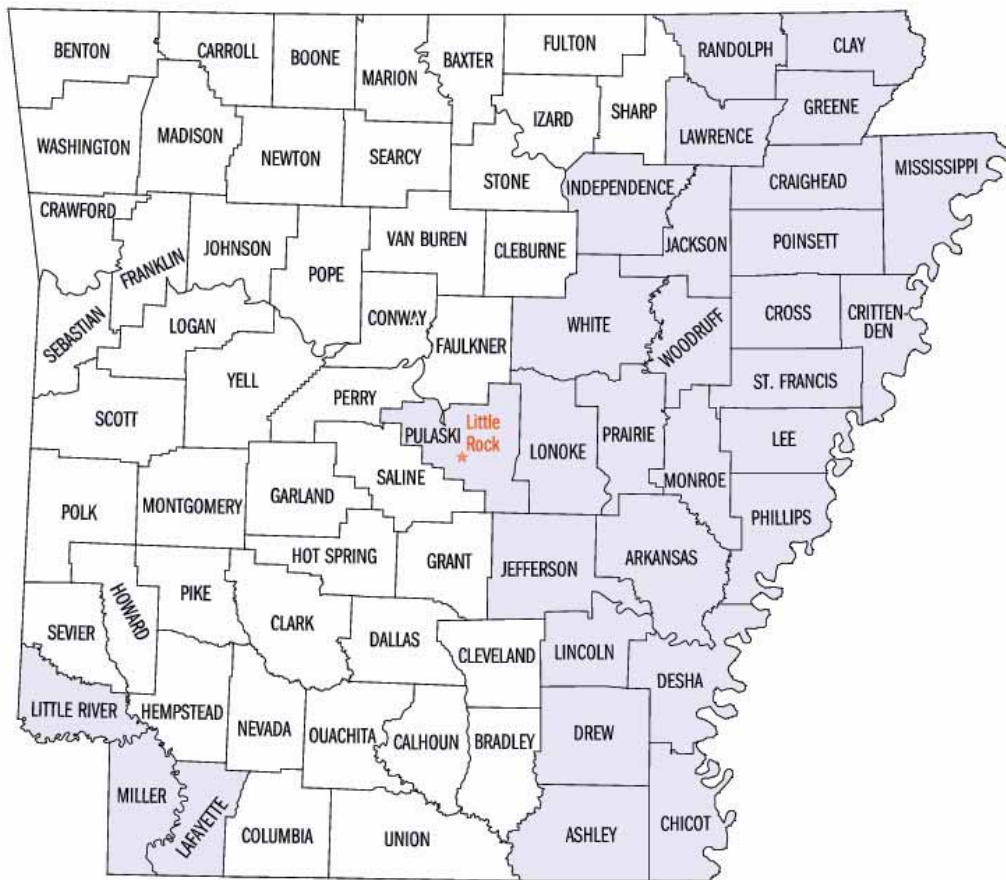 BENTON
CARROLL
BOONE
MARION
BAXTER
FULTON
RANDOLPH
CLAY
IZARD
SHARP
GREENE
WASHINGTON
MADISON
NEWTON
SEARCY
LAWRENCE
STONE
INDEPENDENCE
CRAIGHEAD
MISSISSIPPI
CRAWFORD
FRANKLIN
JOHNSON
POPE
VAN BUREN
CLEBURNE
JACKSON
POINSETT
SEBASTIAN
LOGAN
CONWAY
FAULKNER
WHITE
WOODRUFF
CROSS
CRITTEN-
DEN
YELL
PERRY
ST. FRANCIS
SCOTT
PULASKI
Little
Rock
LONOKE
PRAIRIE
LEE
SALINE
MONROE
POLK
MONTGOMERY
GARLAND
PHILLIPS
HOT SPRING
GRANT
JEFFERSON
ARKANSAS
SEVIER
HOWARD
PIKE
CLARK
DALLAS
CLEVELAND
LINCOLN
DESHA
LITTLE RIVER
HEMPSTEAD
NEVADA
OUACHITA
CALHOUN
BRADLEY
DREW
MILLER
LAFAYETTE
COLUMBIA
UNION
ASHLEY
CHICOT